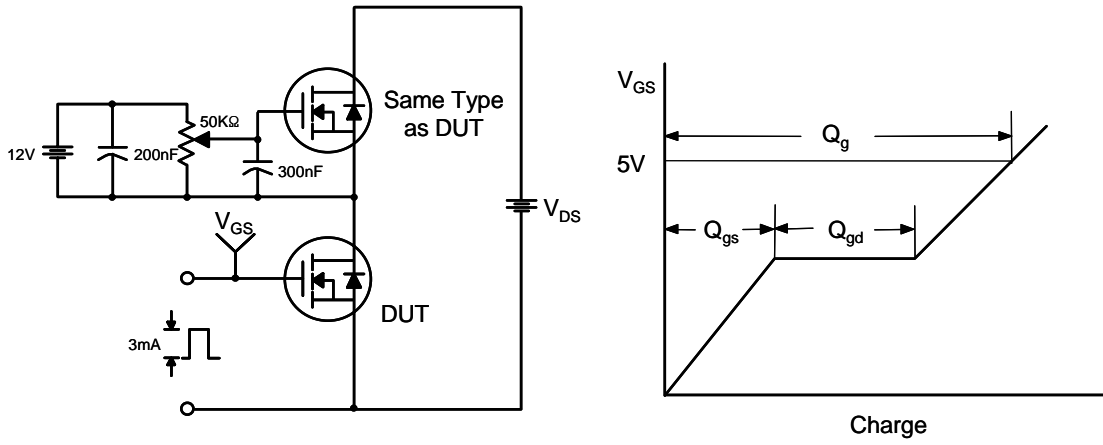 Same Type
as DUT
50KΩ
12V
200nF
300nF
V_GS
V_DS
DUT
3mA
V_GS
Q_g
5V
Q_gs
Q_gd
Charge